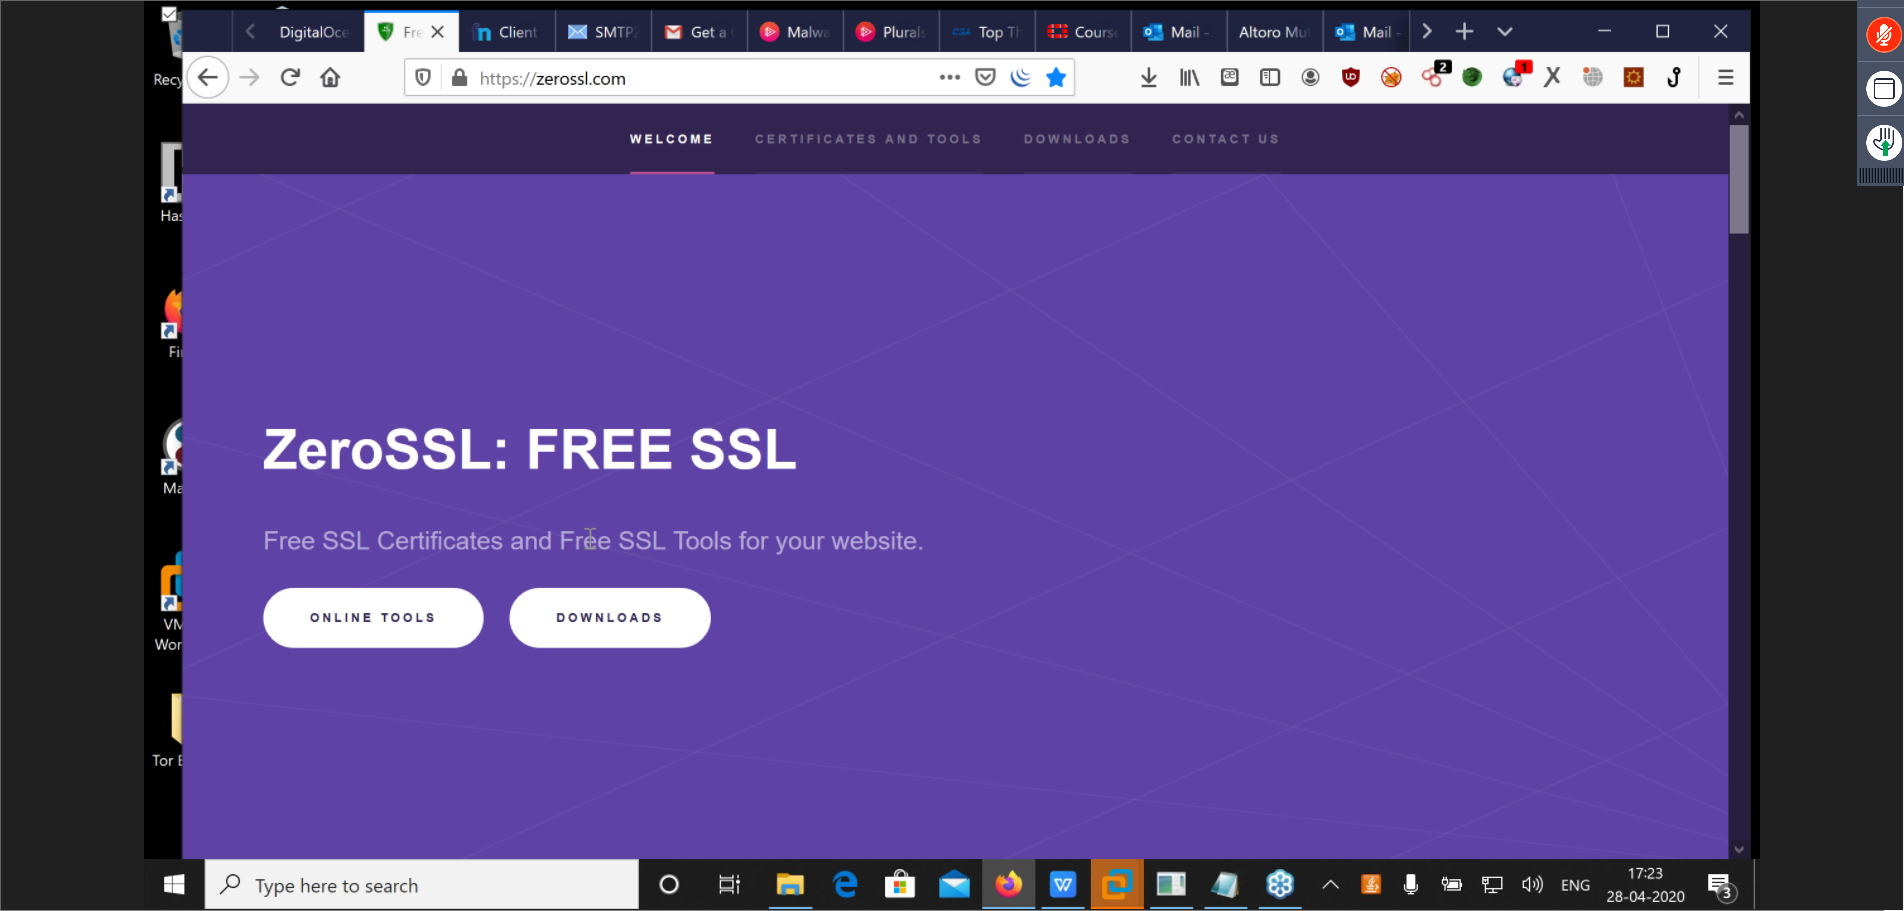 DigitalOce
Fre
Client
SMTP
Get a
Malwa
Plurals
Top Th
Course
Mail -
Altoro Mut
Mail -
https://zerossl.com
2
1
WELCOME
CERTIFICATES AND TOOLS
DOWNLOADS
CONTACT US
Recy
Has
Fi
Ma
VM
Wor
Tor B
ZeroSSL: FREE SSL
Free SSL Certificates and Free SSL Tools for your website.
ONLINE TOOLS
DOWNLOADS
Type here to search
ENG
17:23
28-04-2020
3